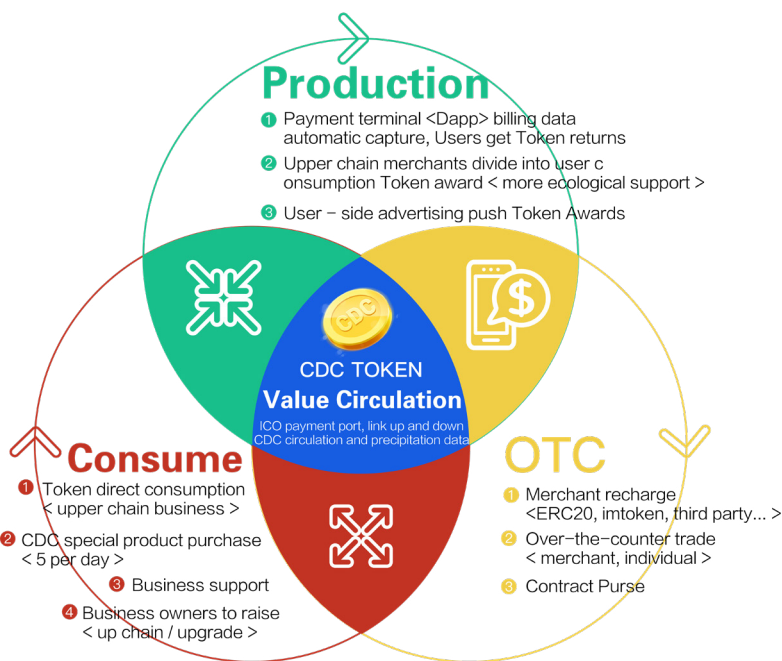 Production
1 Payment terminal <Dapp> billing data
automatic capture, Users get Token returns
2 Upper chain merchants divide into user c
onsumption Token award < more ecological support >
3 User - side advertising push Token Awards
$
CDC
CDC TOKEN
Value Circulation
ICO payment port, link up and down
CDC circulation and precipitation data
Consume
1 Token direct consumption
< upper chain business >
2 CDC special product purchase
< 5 per day >
3 Business support
4 Business owners to raise
< up chain / upgrade >
OTC
1 Merchant recharge
<ERC20, imtoken, third party... >
2 Over-the-counter trade
< merchant, individual >
3 Contract Purse